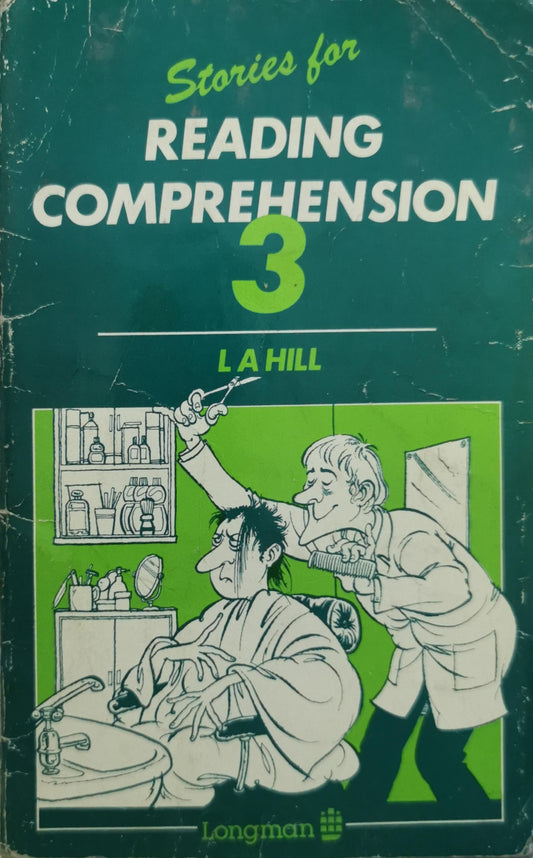 Stories for
READING
COMPREHENSION
3
L A HILL
Longman